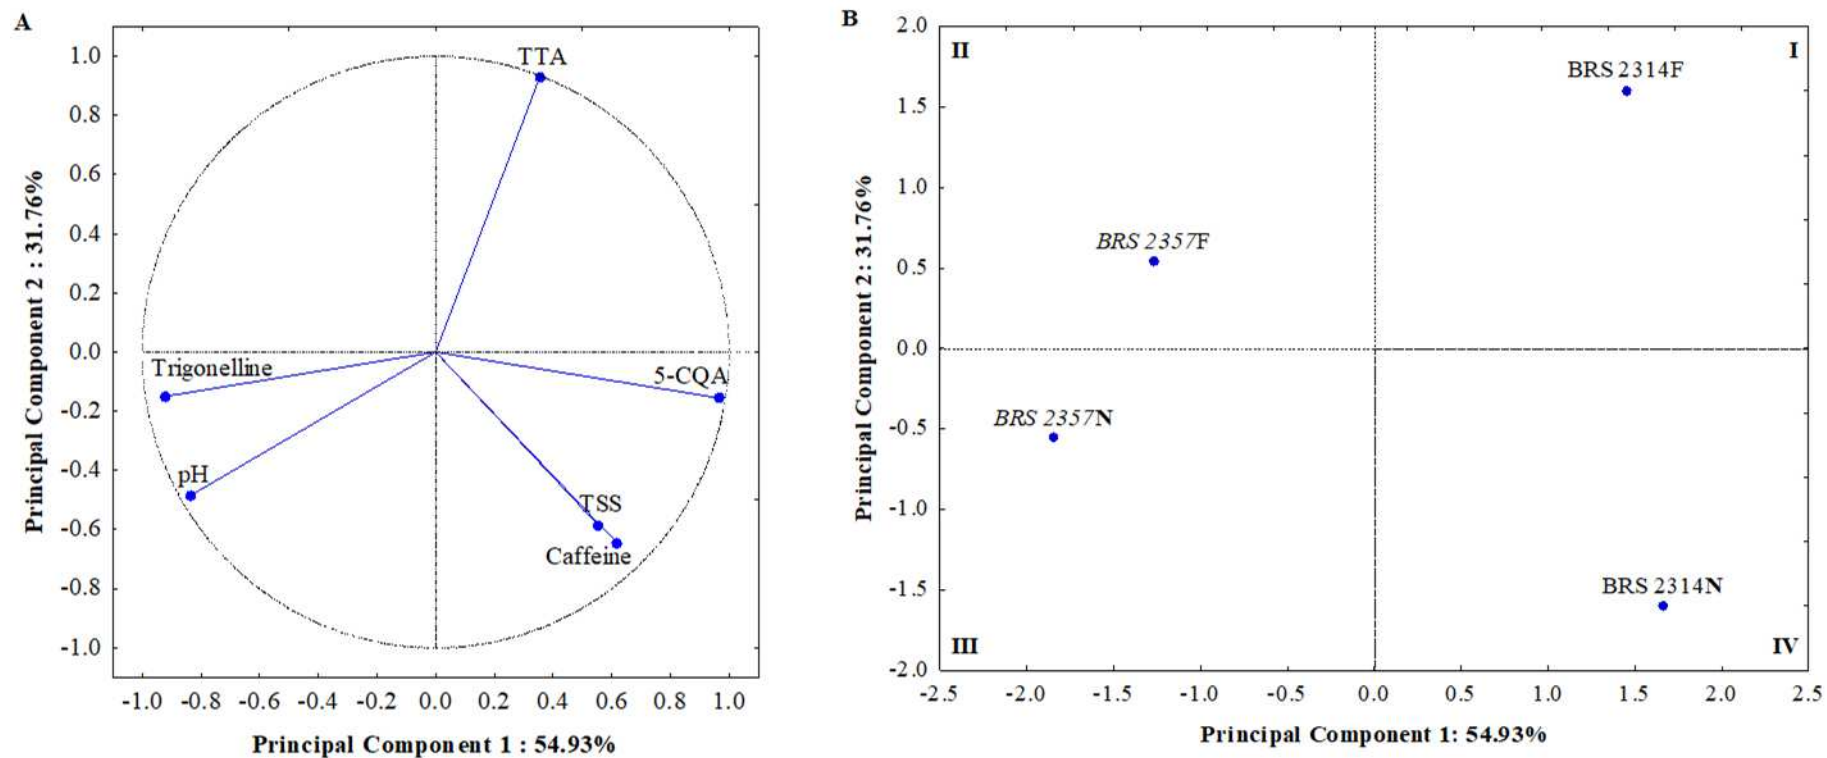 A
TTA
Trigonelline
5-CQA
pH
TSS
Caffeine
1.0
0.8
0.6
0.4
0.2
0.0
-0.2
-0.4
-0.6
-0.8
-1.0
-1.0 -0.8 -0.6 -0.4 -0.2 0.0 0.2 0.4 0.6 0.8 1.0
Principal Component 2 : 31.76%
Principal Component 1 : 54.93%
B
II
I
BRS 2314F
BRS 2357F
BRS 2357N
BRS 2314N
III
IV
2.0
1.5
1.0
0.5
0.0
-0.5
-1.0
-1.5
-2.0
-2.5 -2.0 -1.5 -1.0 -0.5 0.0 0.5 1.0 1.5 2.0 2.5
Principal Component 2: 31.76%
Principal Component 1: 54.93%